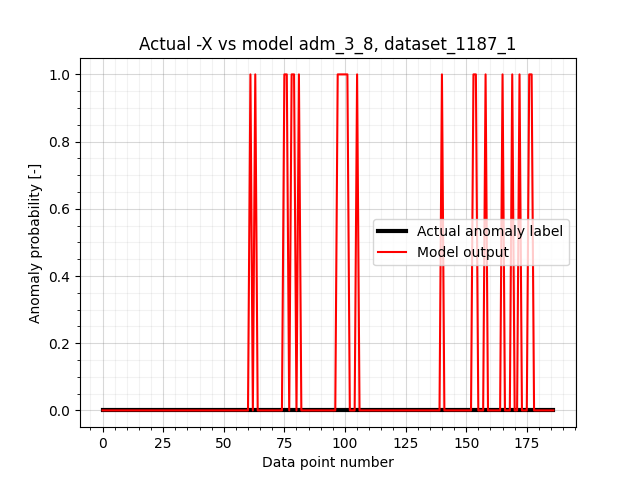 Actual -X vs model adm_3_8, dataset_1187_1
1.0
0.8
0.6
0.4
0.2
0.0
Anomaly probability [-]
Actual anomaly label
Model output
0 25 50 75 100 125 150 175
Data point number